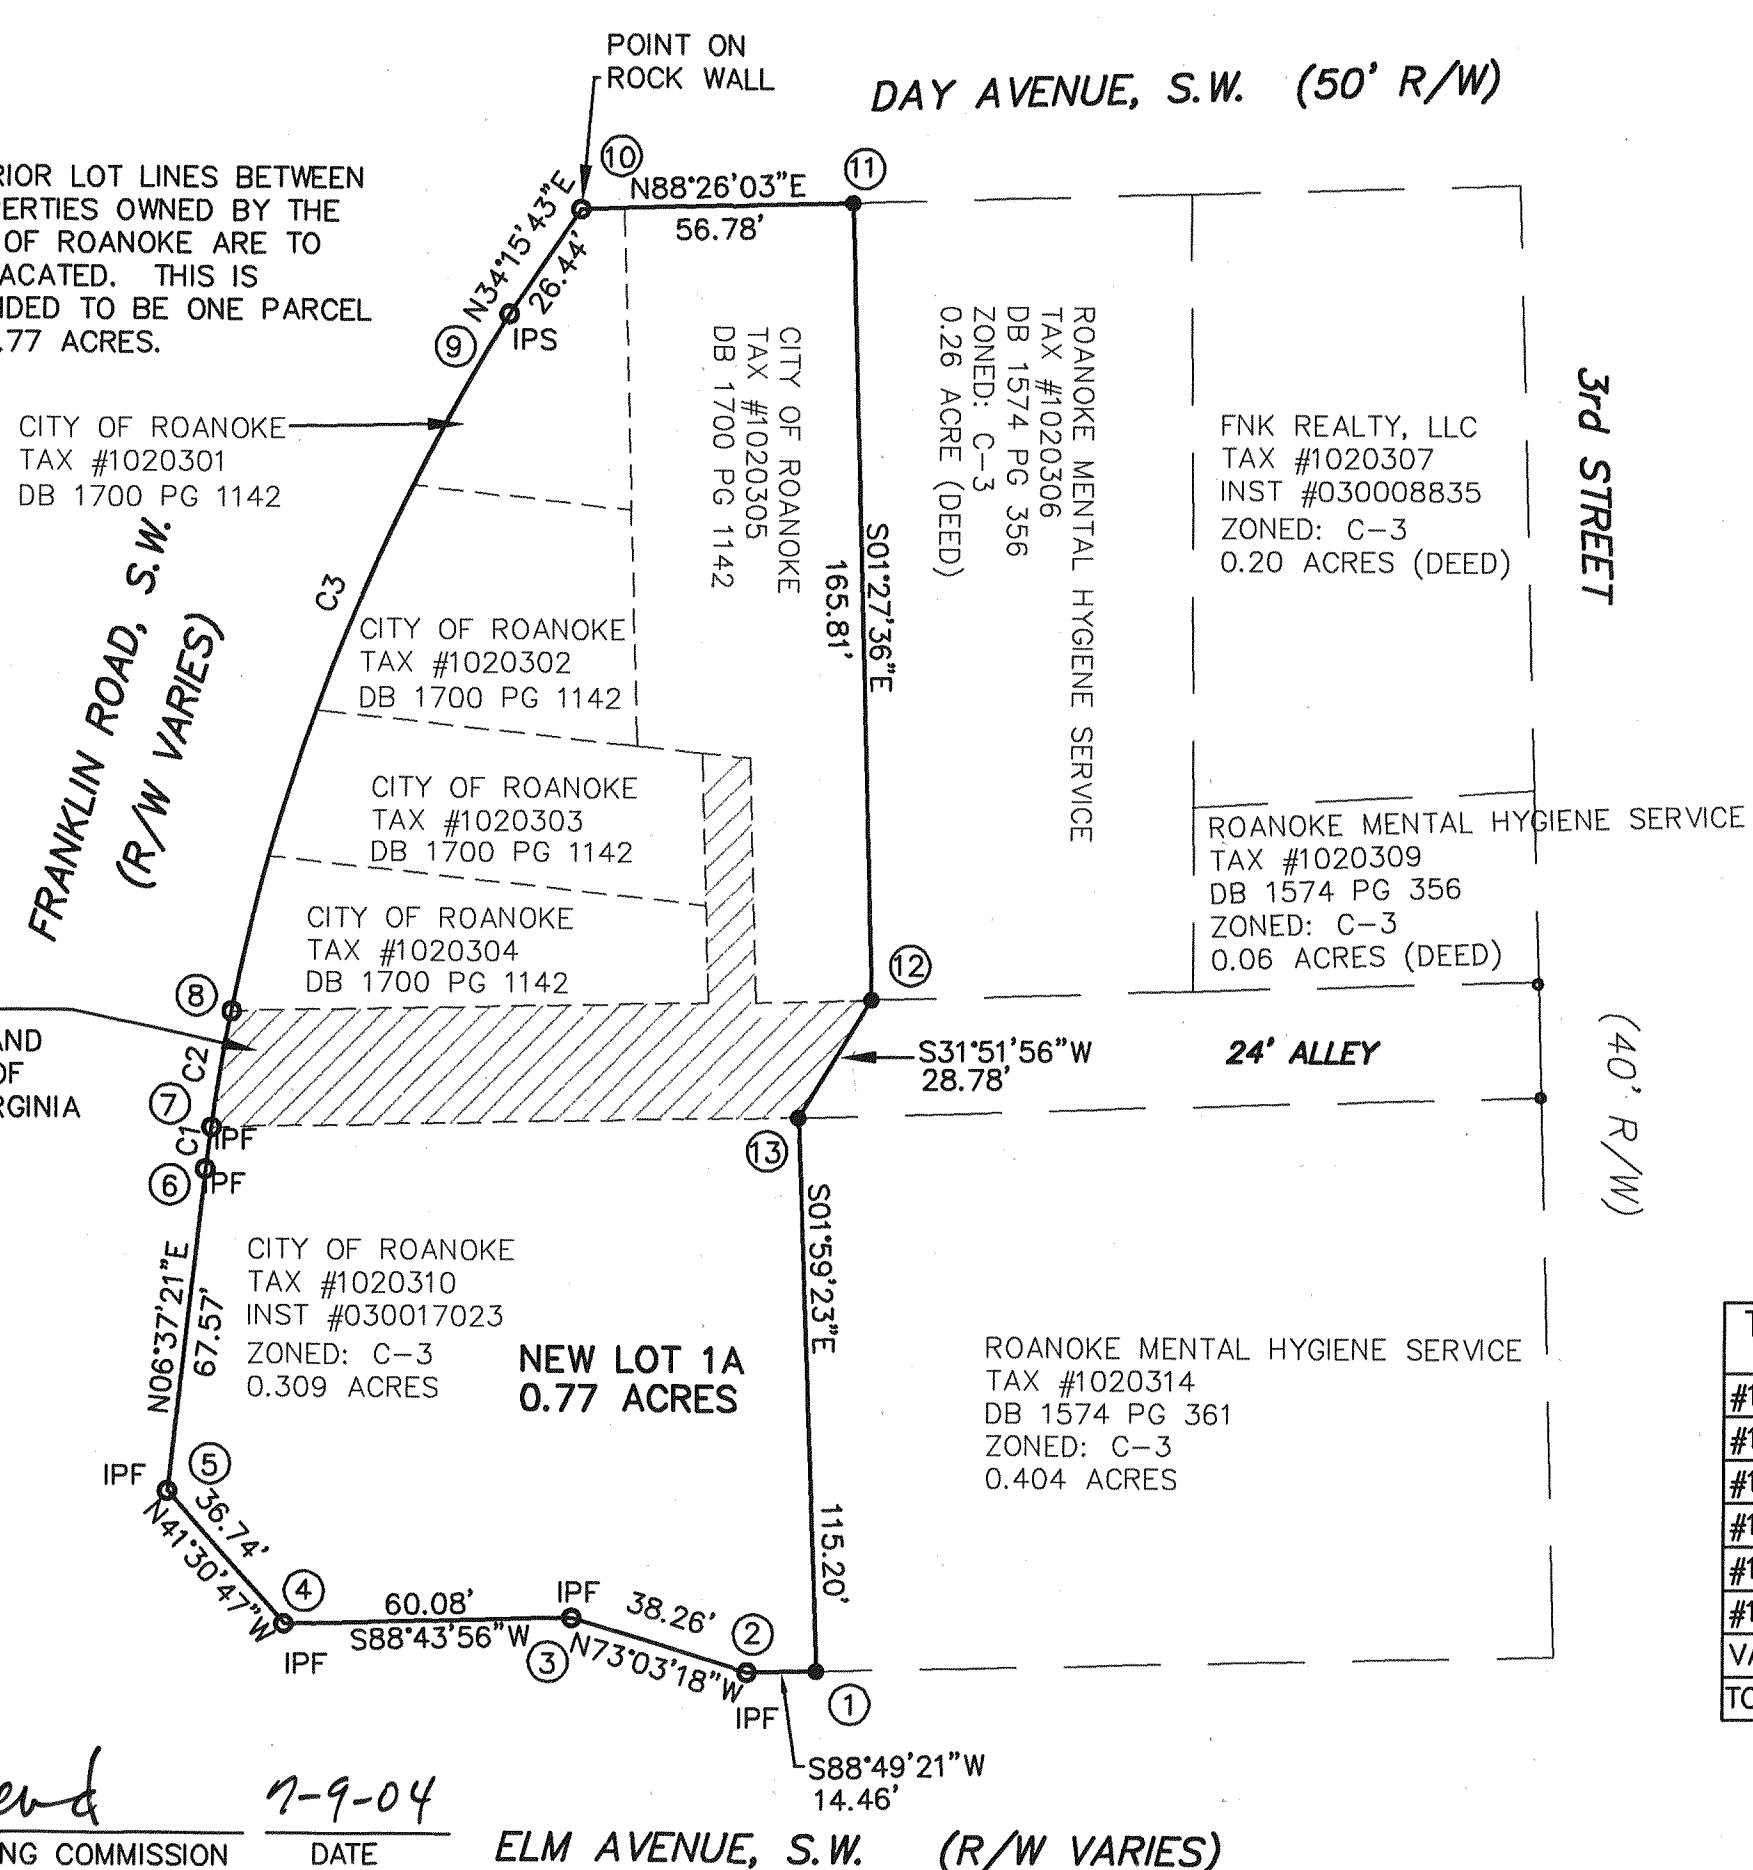 POINT ON
ROCK WALL
DAY AVENUE, S.W. (50' R/W)
LOT LINES BETWEEN
OWNED BY THE
OF ROANOKE ARE TO
THIS IS
TO BE ONE PARCEL
.77 ACRES.
10
N88°26'03"E
56.78'
11
N34°15'43"E
26.44'
9
IPS
CITY OF ROANOKE
TAX #1020301
DB 1700 PG 1142
CITY OF ROANOKE
TAX #1020305
DB 1700 PG 1142
S01°27'36"E
165.81'
ROANOKE MENTAL HYGIENE SERVICE
TAX #1020306
DB 1574 PG 356
ZONED: C-3
0.26 ACRE (DEED)
FNK REALTY, LLC
TAX #1020307
INST #030008835
ZONED: C-3
0.20 ACRES (DEED)
3rd STREET
(40' R/W)
FRANKLIN ROAD, S.W.
(R/W VARIES)
C3
CITY OF ROANOKE
TAX #1020302
DB 1700 PG 1142
CITY OF ROANOKE
TAX #1020303
DB 1700 PG 1142
CITY OF ROANOKE
TAX #1020304
DB 1700 PG 1142
ROANOKE MENTAL HYGIENE SERVICE
TAX #1020309
DB 1574 PG 356
ZONED: C-3
0.06 ACRES (DEED)
8
12
AND
OF
C2
S31°51'56"W
28.78'
24' ALLEY
7
IPF
C1
13
6
IPF
N06°37'21"E
67.57'
CITY OF ROANOKE
TAX #1020310
INST #030017023
ZONED: C-3
0.309 ACRES
NEW LOT 1A
0.77 ACRES
S01°59'23"E
115.20'
ROANOKE MENTAL HYGIENE SERVICE
TAX #1020314
DB 1574 PG 361
ZONED: C-3
0.404 ACRES
IPF
5
36.74'
N41°30'47"W
4
IPF
60.08'
S88°43'56"W
IPF
3
38.26'
N73°03'18"W
2
IPF
1
S88°49'21"W
14.46'
7-9-04
COMMISSION
DATE
ELM AVENUE, S.W. (R/W VARIES)